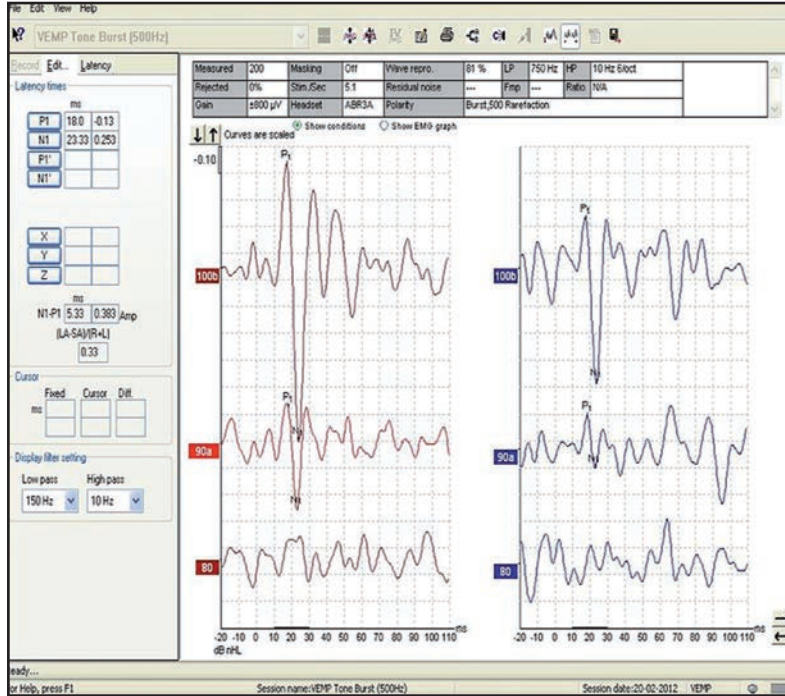 File Edit View Help
VEMP Tone Burst (500Hz)
Record Edit... Latency
Latency times
ms
P1 18.0 -0.13
N1 23.33 0.253
P1'
N1'
X
Y
Z
ms
N1-P1 5.33 0.383 Amp
(LA-SA)/(R+L)
0.33
Cursor
Fixed Cursor Diff.
ms
Display filter setting
Low pass High pass
150 Hz 10 Hz
Measured 200 Masking Off Wave repro. 81 % LP 750 Hz HP 10 Hz 6/oct
Rejected 0% Stim./Sec 5.1 Residual noise --- Fmp --- Ratio N/A
Gain ±800 µV Headset ABR3A Polarity Burst,500 Rarefaction
Show conditions Show EMG graph
Curves are scaled
-0.10
P1 P1
100b 100b
N1
P1 P1
90a N1 90a N1
N1
80 80
ms ms
-20 -10 0 10 20 30 40 50 60 70 80 90 100 110 -20 -10 0 10 20 30 40 50 60 70 80 90 100 110
dB nHL
eady...
or Help, press F1 Session name:VEMP Tone Burst (500Hz) Session date:20-02-2012 VEMP